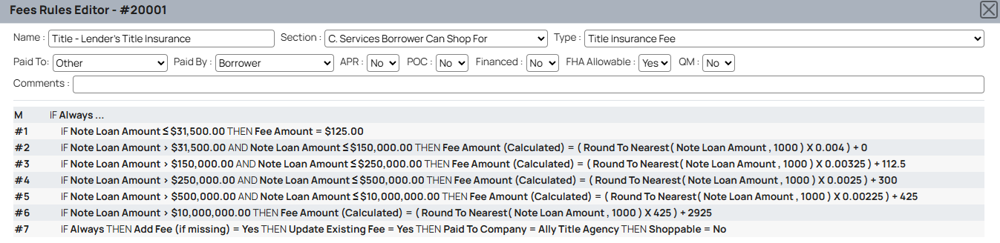 Fees Rules Editor - #20001
Name : Title - Lender's Title Insurance Section : C. Services Borrower Can Shop For Type : Title Insurance Fee
Paid To: Other Paid By : Borrower APR : No POC : No Financed : No FHA Allowable : Yes QM : No
Comments :
M IF Always ...
#1 IF Note Loan Amount ≤ $31,500.00 THEN Fee Amount = $125.00
#2 IF Note Loan Amount > $31,500.00 AND Note Loan Amount ≤ $150,000.00 THEN Fee Amount (Calculated) = ( Round To Nearest( Note Loan Amount , 1000 ) X 0.004 ) + 0
#3 IF Note Loan Amount > $150,000.00 AND Note Loan Amount ≤ $250,000.00 THEN Fee Amount (Calculated) = ( Round To Nearest( Note Loan Amount , 1000 ) X 0.00325 ) + 112.5
#4 IF Note Loan Amount > $250,000.00 AND Note Loan Amount ≤ $500,000.00 THEN Fee Amount (Calculated) = ( Round To Nearest( Note Loan Amount , 1000 ) X 0.0025 ) + 300
#5 IF Note Loan Amount > $500,000.00 AND Note Loan Amount ≤ $10,000,000.00 THEN Fee Amount (Calculated) = ( Round To Nearest( Note Loan Amount , 1000 ) X 0.00225 ) + 425
#6 IF Note Loan Amount > $10,000,000.00 THEN Fee Amount (Calculated) = ( Round To Nearest( Note Loan Amount , 1000 ) X 425 ) + 2925
#7 IF Always THEN Add Fee (if missing) = Yes THEN Update Existing Fee = Yes THEN Paid To Company = Ally Title Agency THEN Shoppable = No